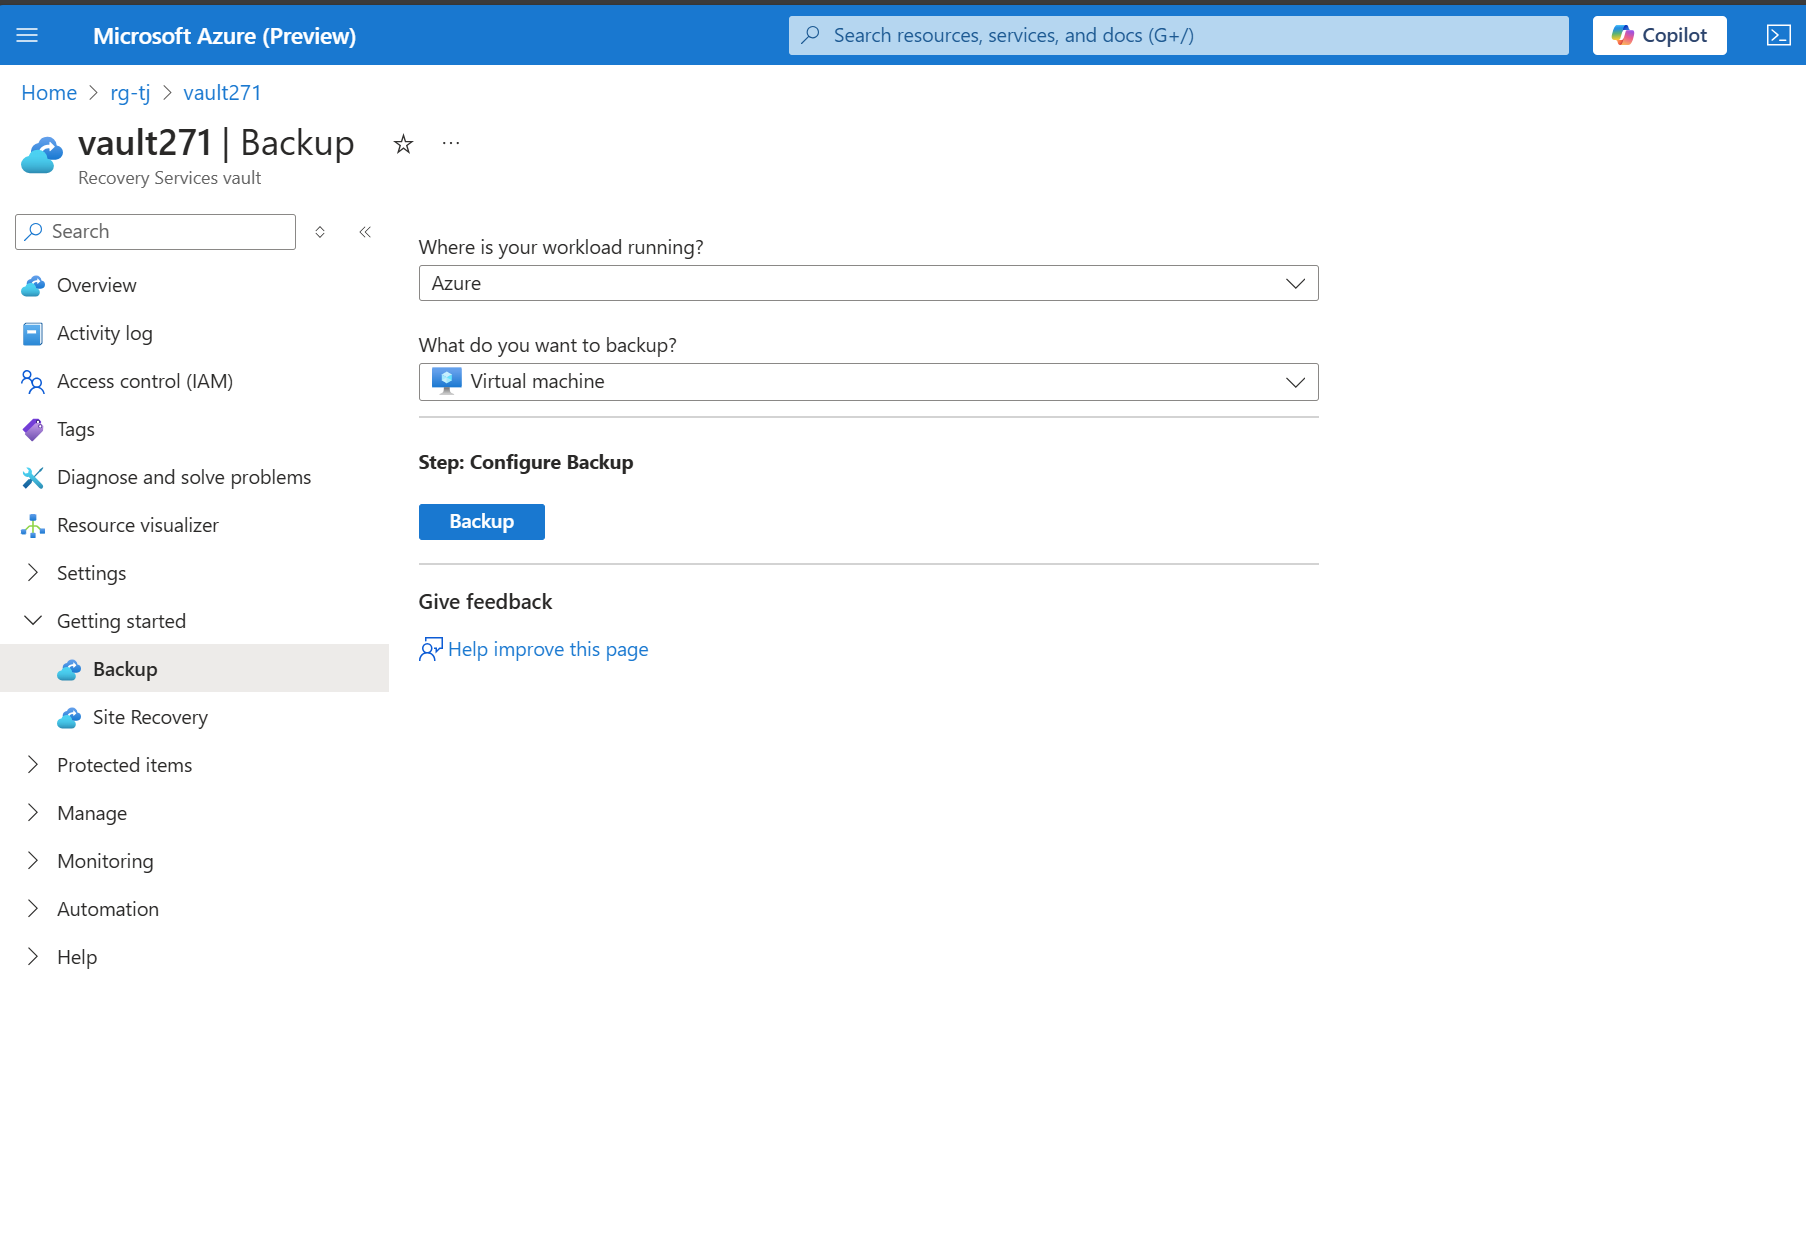 Microsoft Azure (Preview)
Search resources, services, and docs (G+/)
Copilot
Home > rg-tj > vault271
vault271 | Backup
Recovery Services vault
Search
Overview
Activity log
Access control (IAM)
Tags
Diagnose and solve problems
Resource visualizer
Settings
Getting started
Backup
Site Recovery
Protected items
Manage
Monitoring
Automation
Help
Where is your workload running?
Azure
What do you want to backup?
Virtual machine
Step: Configure Backup
Backup
Give feedback
Help improve this page